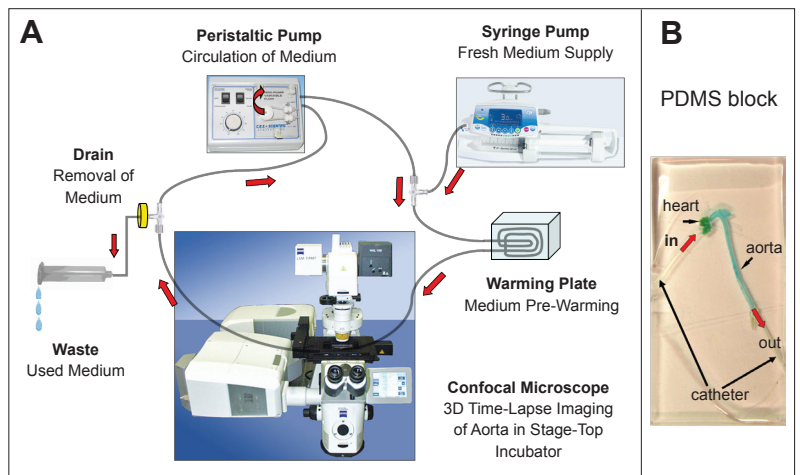 A
Peristaltic Pump
Circulation of Medium
Syringe Pump
Fresh Medium Supply
Drain
Removal of
Medium
Warming Plate
Medium Pre-Warming
Waste
Used Medium
Confocal Microscope
3D Time-Lapse Imaging
of Aorta in Stage-Top
Incubator
B
PDMS block
heart
in
aorta
out
catheter